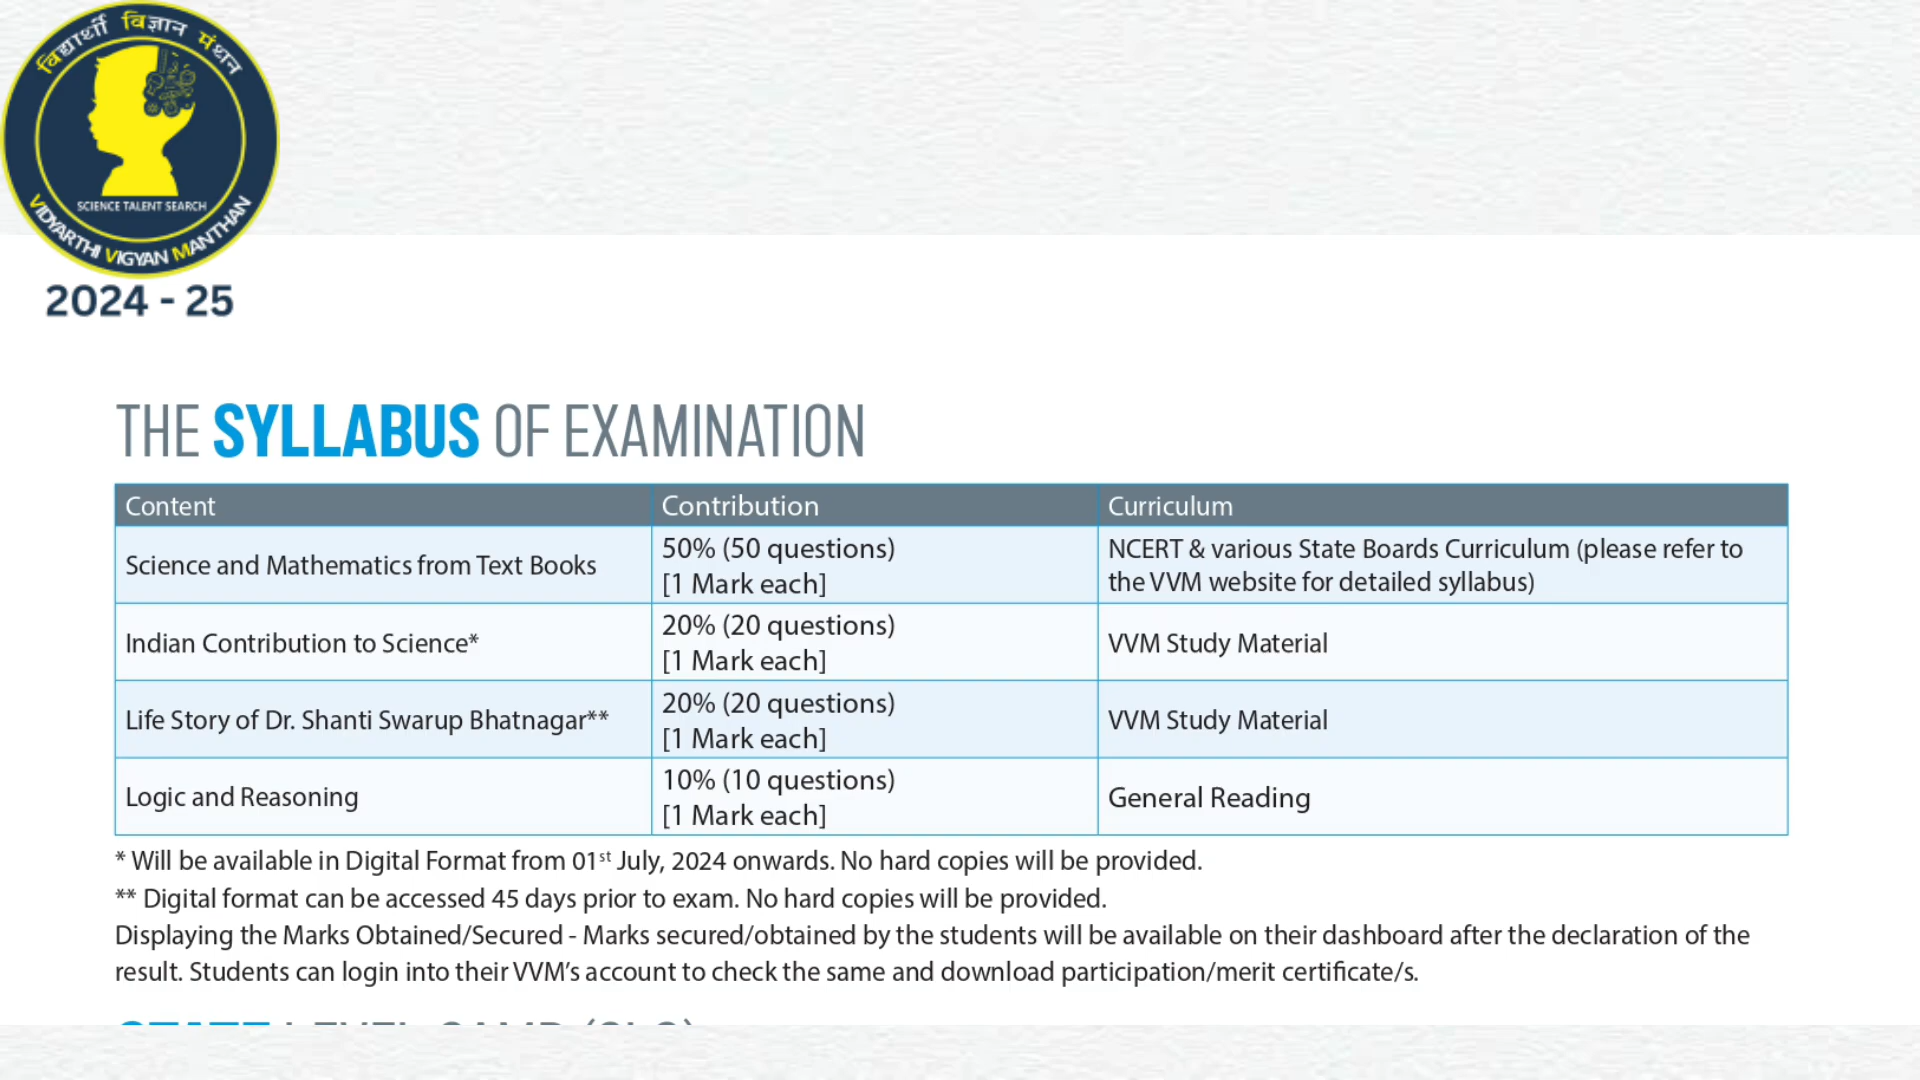 विद्यार्थी विज्ञान मंथन
SCIENCE TALENT SEARCH
VIDYARTHI VIGYAN MANTHAN
2024 - 25
THE SYLLABUS OF EXAMINATION
Content Contribution Curriculum
Science and Mathematics from Text Books
50% (50 questions)
[1 Mark each]
NCERT & various State Boards Curriculum (please refer to
the VVM website for detailed syllabus)
Indian Contribution to Science*
20% (20 questions)
[1 Mark each]
VVM Study Material
Life Story of Dr. Shanti Swarup Bhatnagar**
20% (20 questions)
[1 Mark each]
VVM Study Material
Logic and Reasoning
10% (10 questions)
[1 Mark each]
General Reading
* Will be available in Digital Format from 01st July, 2024 onwards. No hard copies will be provided.
** Digital format can be accessed 45 days prior to exam. No hard copies will be provided.
Displaying the Marks Obtained/Secured - Marks secured/obtained by the students will be available on their dashboard after the declaration of the
result. Students can login into their VVM's account to check the same and download participation/merit certificate/s.